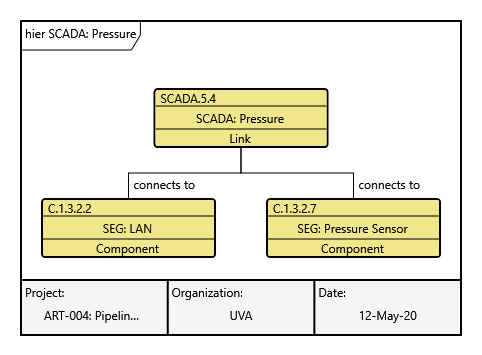 hier SCADA: Pressure
SCADA.5.4
SCADA: Pressure
Link
connects to
connects to
C.1.3.2.2
C.1.3.2.7
SEG: LAN
SEG: Pressure Sensor
Component
Component
Project:
Organization:
Date:
ART-004: Pipelin...
UVA
12-May-20